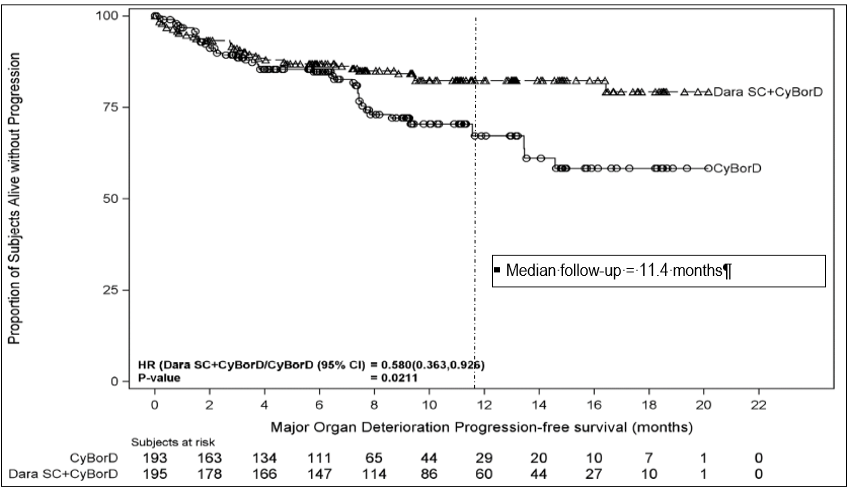 Proportion of Subjects Alive without Progression
100
75
50
25
0
Dara SC+CyBorD
CyBorD
▪ Median·follow-up·=·11.4·months¶
HR (Dara SC+CyBorD/CyBorD (95% CI) = 0.580(0.363,0.926)
P-value = 0.0211
0 2 4 6 8 10 12 14 16 18 20 22
Major Organ Deterioration Progression-free survival (months)
Subjects at risk
CyBorD 193 163 134 111 65 44 29 20 10 7 1 0
Dara SC+CyBorD 195 178 166 147 114 86 60 44 27 10 1 0